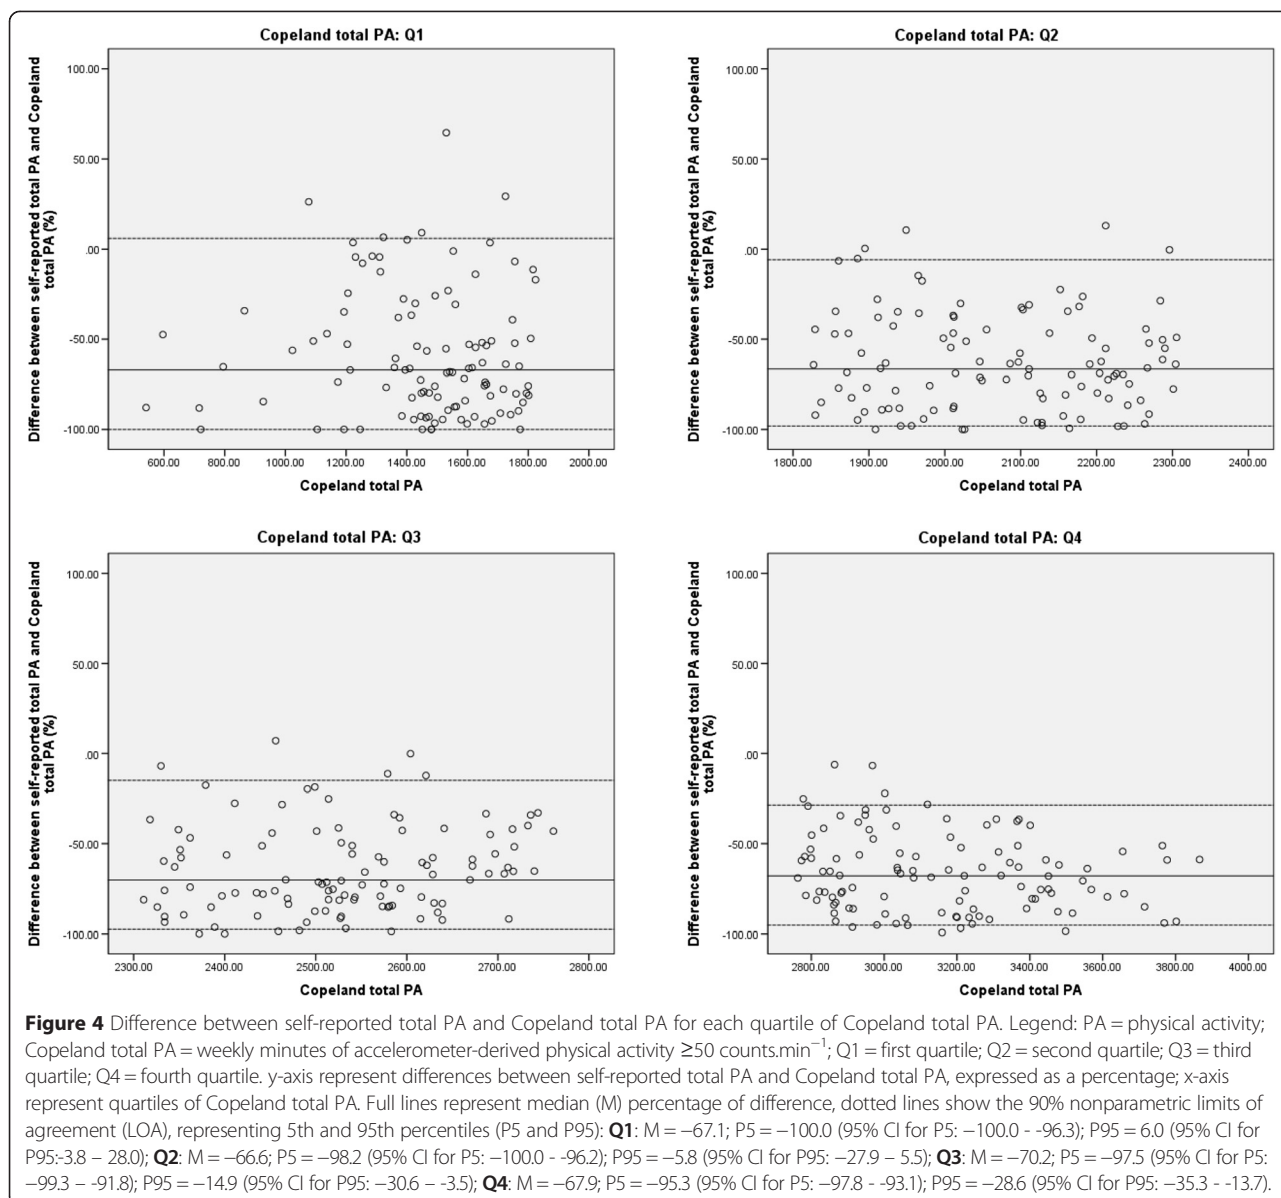 Copeland total PA: Q1
Difference between self-reported total PA and Copeland
total PA (%)
100.00
50.00
.00
-50.00
-100.00
600.00 800.00 1000.00 1200.00 1400.00 1600.00 1800.00 2000.00
Copeland total PA
Copeland total PA: Q2
Difference between self-reported total PA and Copeland
total PA (%)
100.00
50.00
.00
-50.00
-100.00
1800.00 1900.00 2000.00 2100.00 2200.00 2300.00 2400.00
Copeland total PA
Copeland total PA: Q3
Difference between self-reported total PA and Copeland
total PA (%)
100.00
50.00
.00
-50.00
-100.00
2300.00 2400.00 2500.00 2600.00 2700.00 2800.00
Copeland total PA
Copeland total PA: Q4
Difference between self-reported total PA and Copeland
total PA (%)
100.00
50.00
.00
-50.00
-100.00
2800.00 3000.00 3200.00 3400.00 3600.00 3800.00 4000.00
Copeland total PA
Figure 4 Difference between self-reported total PA and Copeland total PA for each quartile of Copeland total PA. Legend: PA = physical activity;
Copeland total PA = weekly minutes of accelerometer-derived physical activity ≥50 counts.min⁻¹; Q1 = first quartile; Q2 = second quartile; Q3 = third
quartile; Q4 = fourth quartile. y-axis represent differences between self-reported total PA and Copeland total PA, expressed as a percentage; x-axis
represent quartiles of Copeland total PA. Full lines represent median (M) percentage of difference, dotted lines show the 90% nonparametric limits of
agreement (LOA), representing 5th and 95th percentiles (P5 and P95): Q1: M = −67.1; P5 = −100.0 (95% CI for P5: −100.0 - -96.3); P95 = 6.0 (95% CI for
P95:-3.8 – 28.0); Q2: M = −66.6; P5 = −98.2 (95% CI for P5: −100.0 - -96.2); P95 = −5.8 (95% CI for P95: −27.9 – 5.5); Q3: M = −70.2; P5 = −97.5 (95% CI for P5:
−99.3 – -91.8); P95 = −14.9 (95% CI for P95: −30.6 – -3.5); Q4: M = −67.9; P5 = −95.3 (95% CI for P5: −97.8 - -93.1); P95 = −28.6 (95% CI for P95: −35.3 - -13.7).